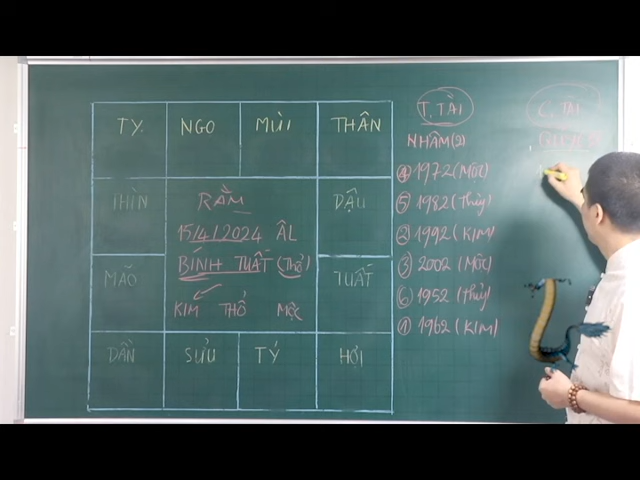 TỴ.
NGO
MÙI
THÂN
THÌN
DẬU
MÃO
TUẤT
DẦN
SỬU
TÝ
HỢI
RẰM
15/4/2024 ÂL
BÍNH TUẤT (Thổ)
KIM THỔ MỘC
T. TÀI
NHÂM(2)
④ 1972 (Mộc)
⑤ 1982 (Thủy)
② 1992 (KIM)
③ 2002 (Mộc)
⑥ 1952 (Thủy)
① 1962 (KIM)
C. TÀI